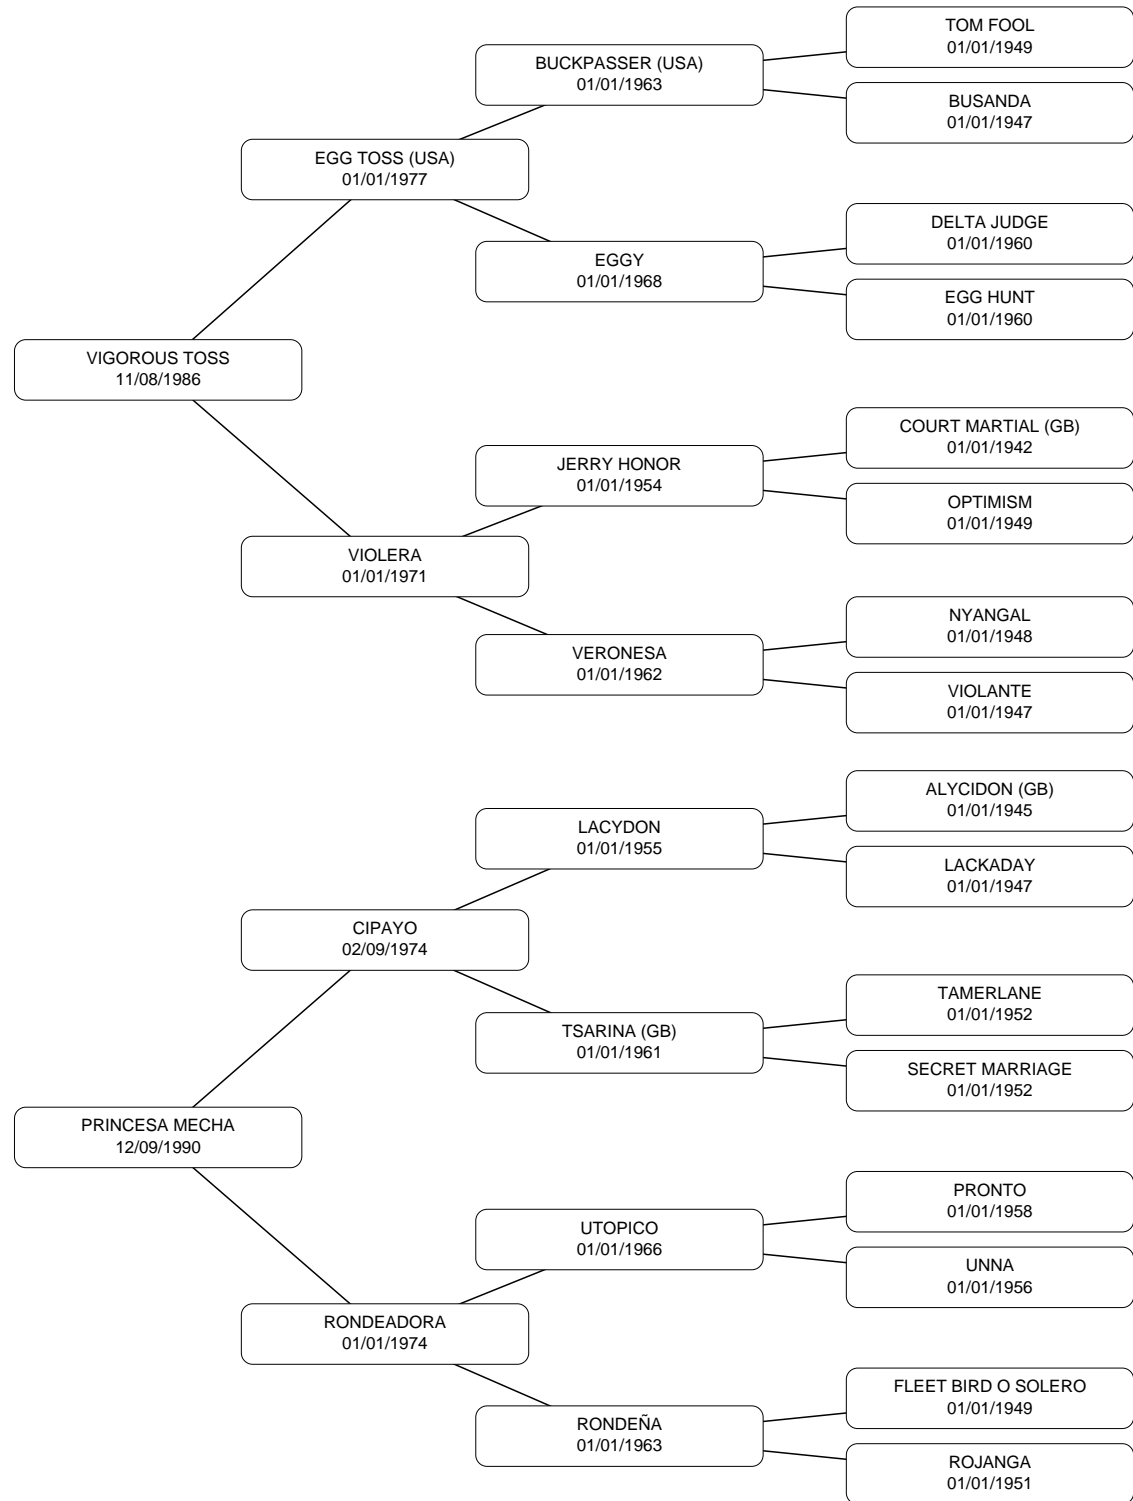 TOM FOOL
01/01/1949
BUCKPASSER (USA)
01/01/1963
BUSANDA
01/01/1947
EGG TOSS (USA)
01/01/1977
DELTA JUDGE
01/01/1960
EGGY
01/01/1968
EGG HUNT
01/01/1960
VIGOROUS TOSS
11/08/1986
COURT MARTIAL (GB)
01/01/1942
JERRY HONOR
01/01/1954
OPTIMISM
01/01/1949
VIOLERA
01/01/1971
NYANGAL
01/01/1948
VERONESA
01/01/1962
VIOLANTE
01/01/1947
ALYCIDON (GB)
01/01/1945
LACYDON
01/01/1955
LACKADAY
01/01/1947
CIPAYO
02/09/1974
TAMERLANE
01/01/1952
TSARINA (GB)
01/01/1961
SECRET MARRIAGE
01/01/1952
PRINCESA MECHA
12/09/1990
PRONTO
01/01/1958
UTOPICO
01/01/1966
UNNA
01/01/1956
RONDEADORA
01/01/1974
FLEET BIRD O SOLERO
01/01/1949
RONDEÑA
01/01/1963
ROJANGA
01/01/1951